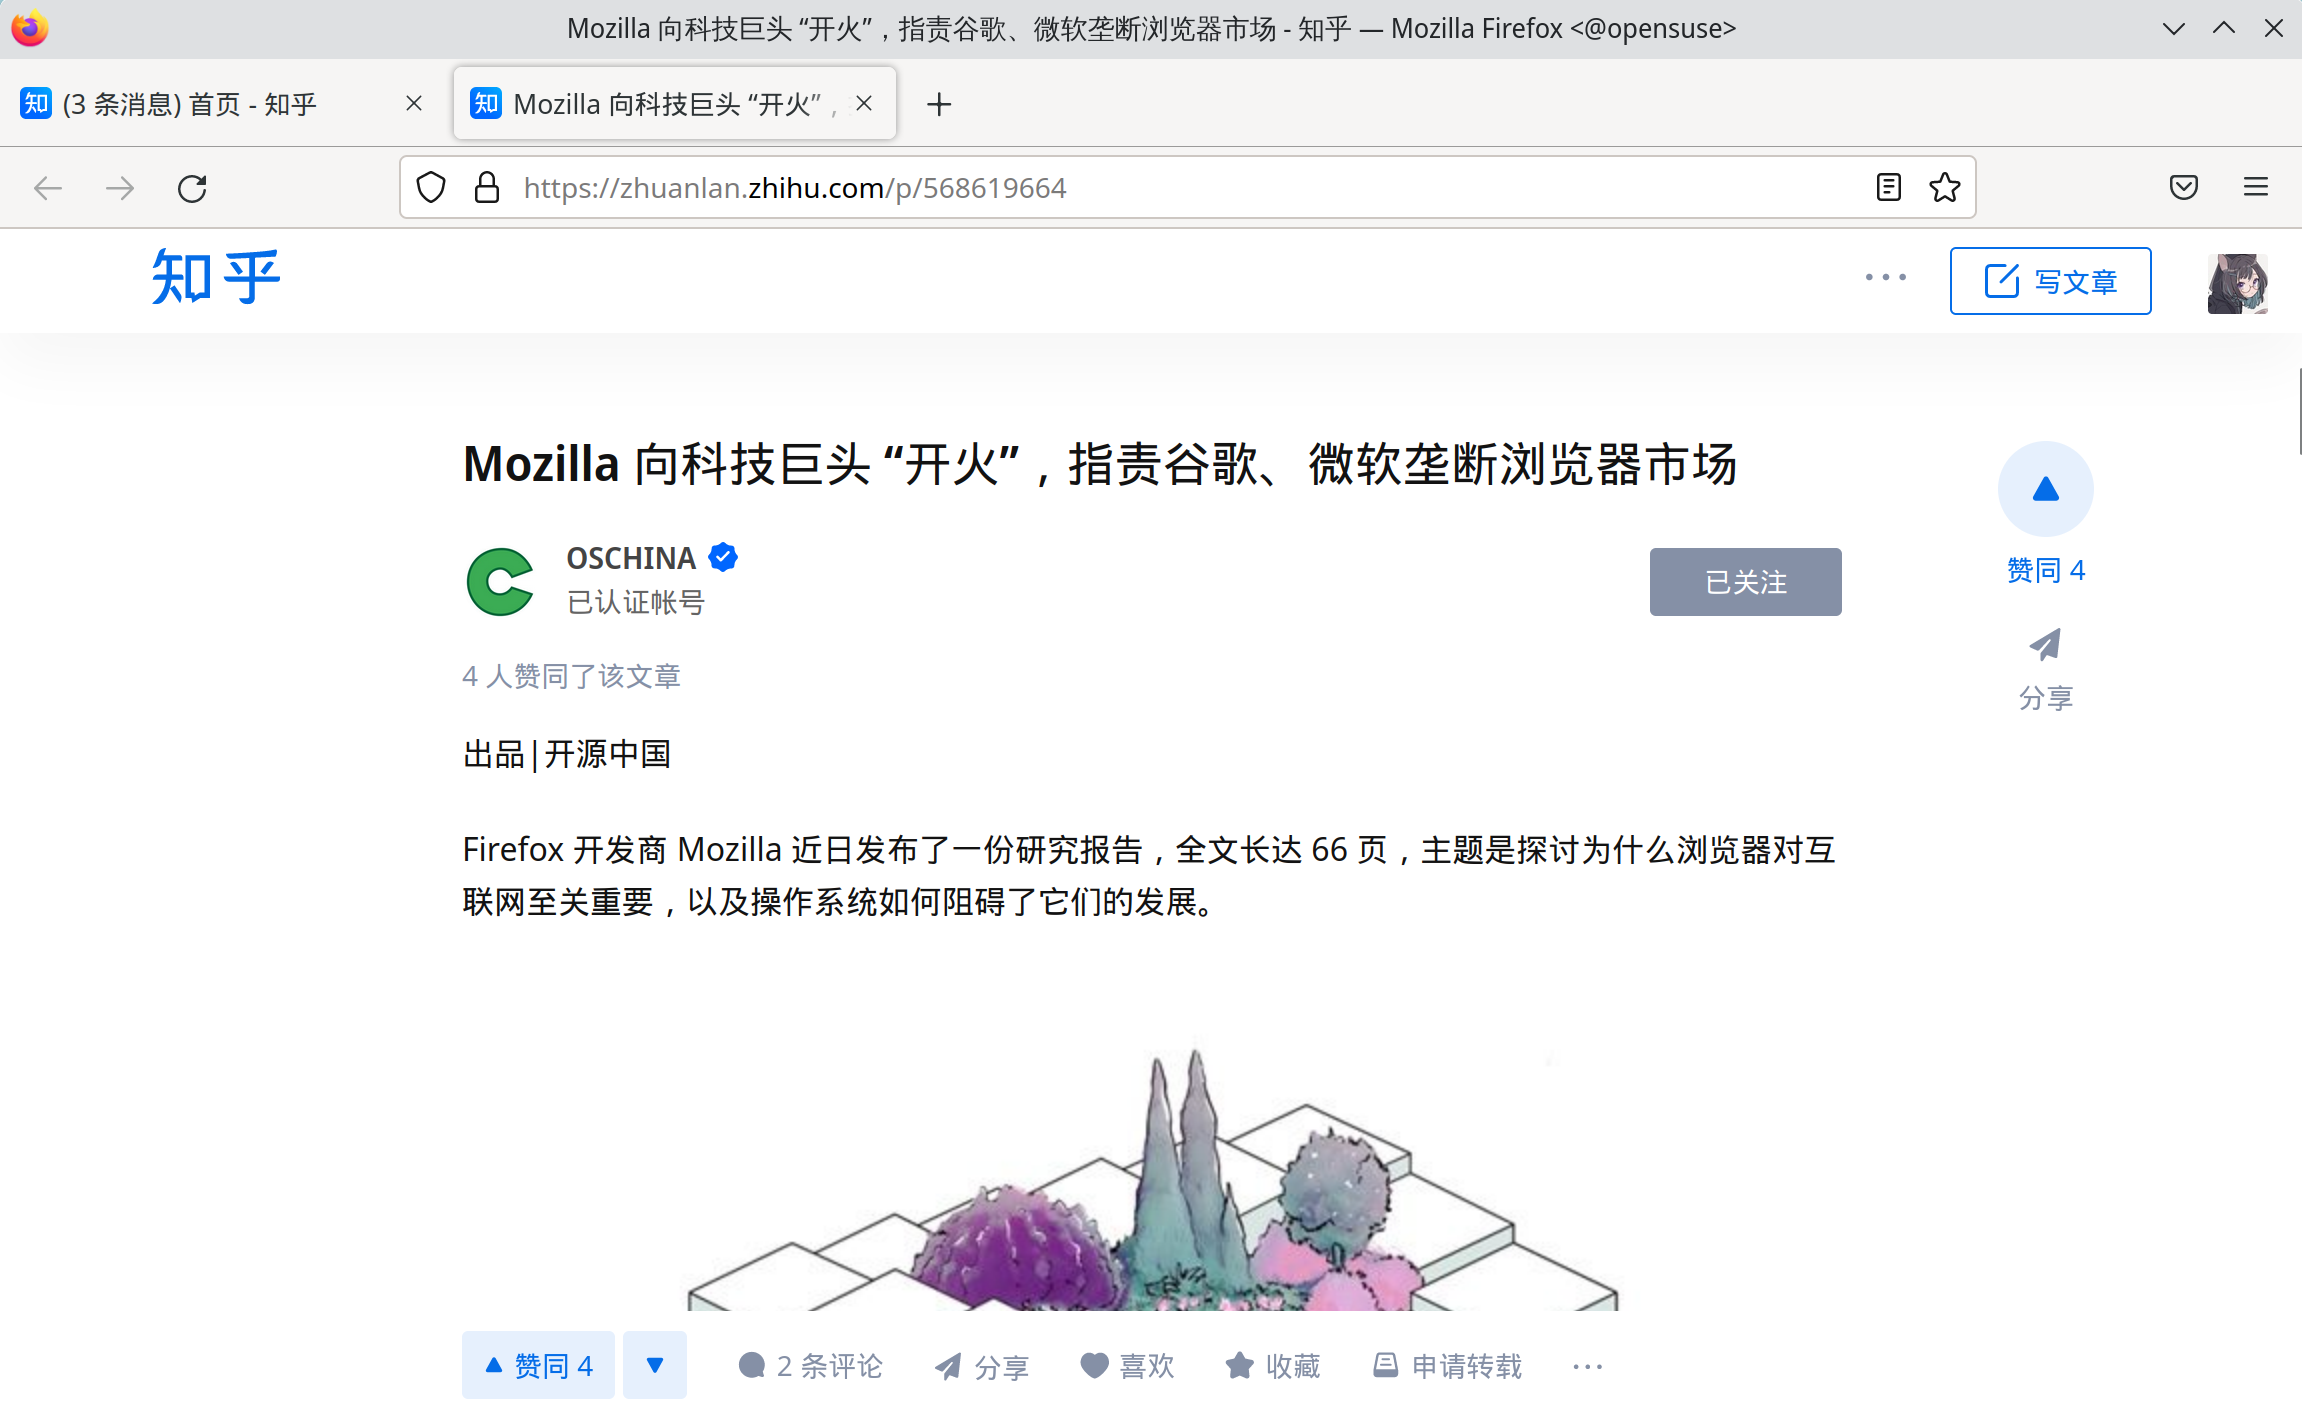 Mozilla 向科技巨头 “开火”，指责谷歌、微软垄断浏览器市场 - 知乎 — Mozilla Firefox <@opensuse>
知 (3 条消息) 首页 - 知乎
知 Mozilla 向科技巨头 “开火”，
https://zhuanlan.zhihu.com/p/568619664
知乎
写文章
Mozilla 向科技巨头 “开火”，指责谷歌、微软垄断浏览器市场
OSCHINA
已认证帐号
已关注
赞同 4
分享
4 人赞同了该文章
出品|开源中国
Firefox 开发商 Mozilla 近日发布了一份研究报告，全文长达 66 页，主题是探讨为什么浏览器对互
联网至关重要，以及操作系统如何阻碍了它们的发展。
赞同 4
2 条评论
分享
喜欢
收藏
申请转载